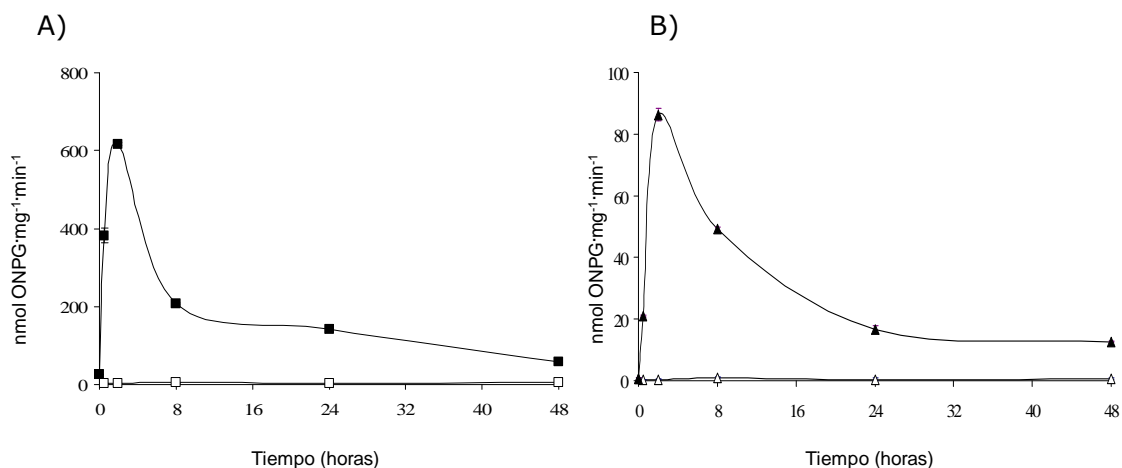 A)
800
600
400
200
0
nmol ONPG·mg⁻¹·min⁻¹
0 8 16 24 32 40 48
Tiempo (horas)
B)
100
80
60
40
20
0
nmol ONPG·mg⁻¹·min⁻¹
0 8 16 24 32 40 48
Tiempo (horas)